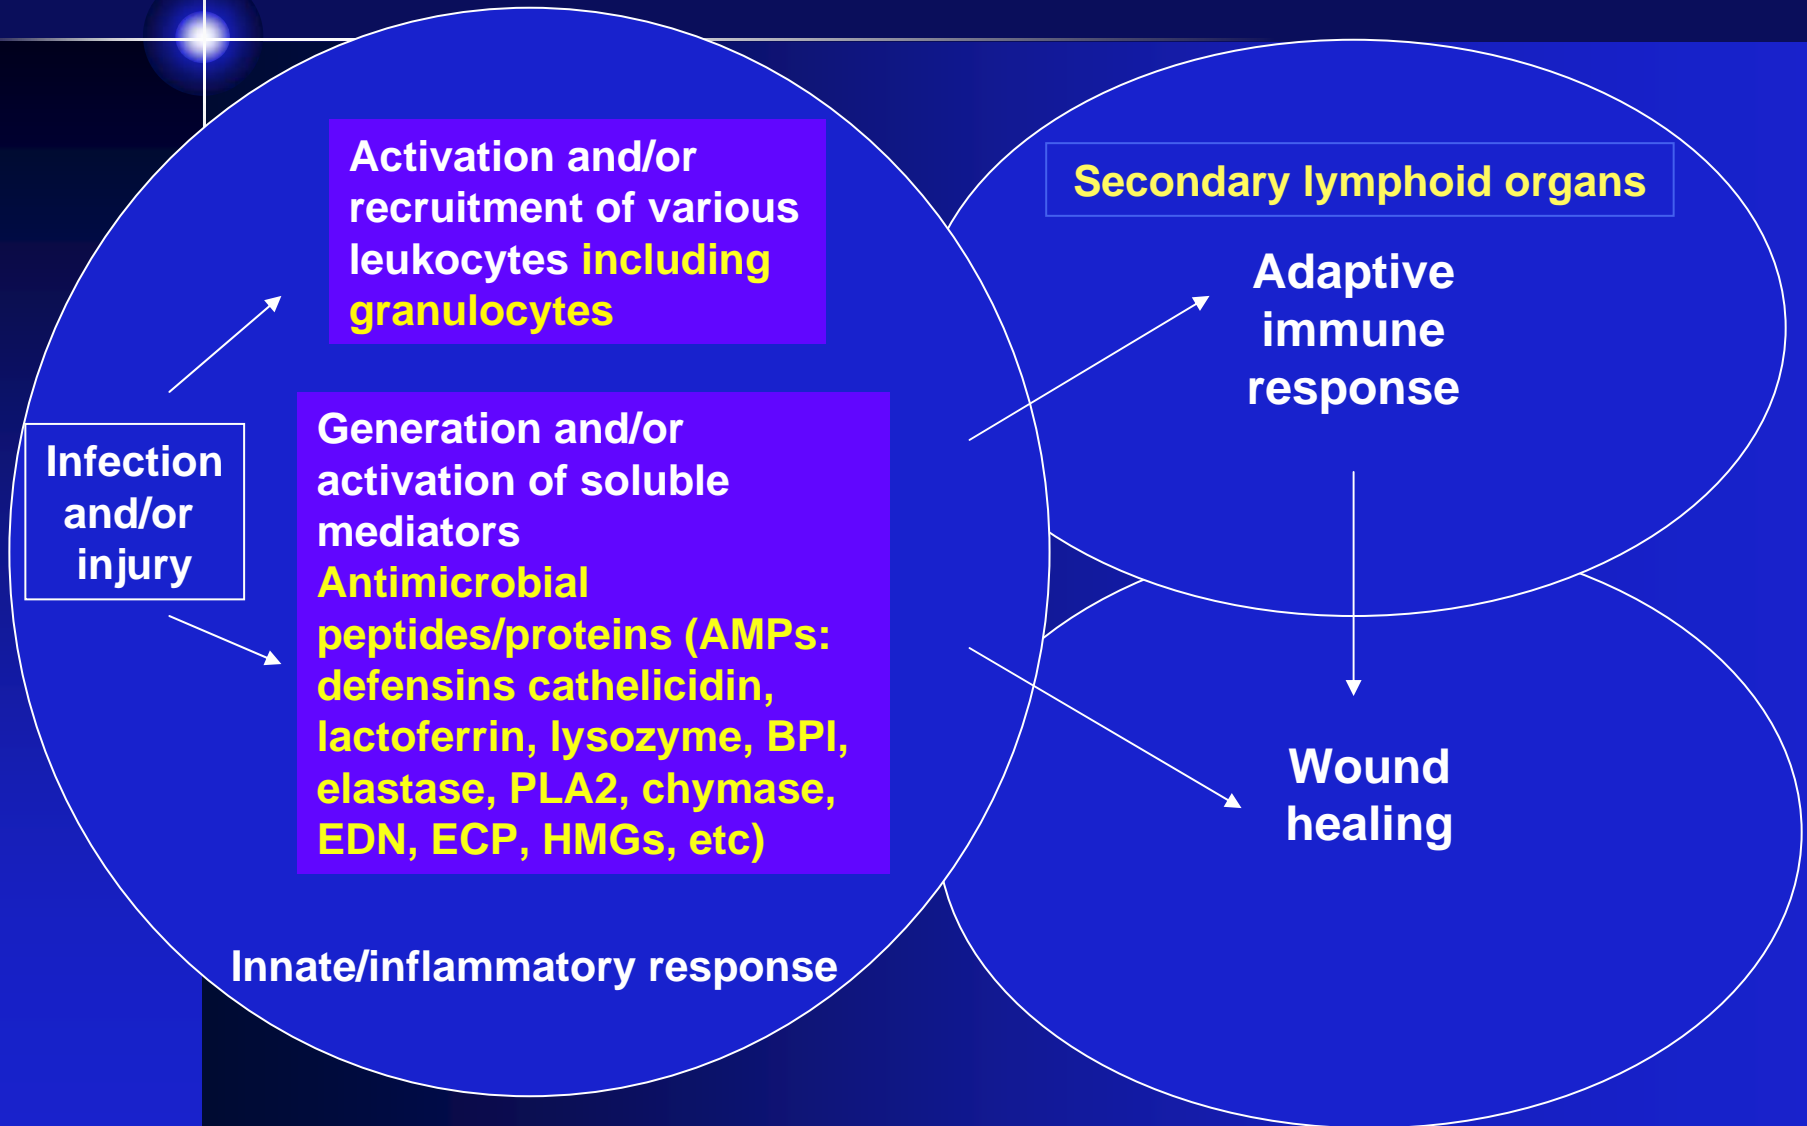 Activation and/or
recruitment of various
leukocytes including
granulocytes
Infection
and/or
injury
Generation and/or
activation of soluble
mediators
Antimicrobial
peptides/proteins (AMPs:
defensins cathelicidin,
lactoferrin, lysozyme, BPI,
elastase, PLA2, chymase,
EDN, ECP, HMGs, etc)
Innate/inflammatory response
Secondary lymphoid organs
Adaptive
immune
response
Wound
healing